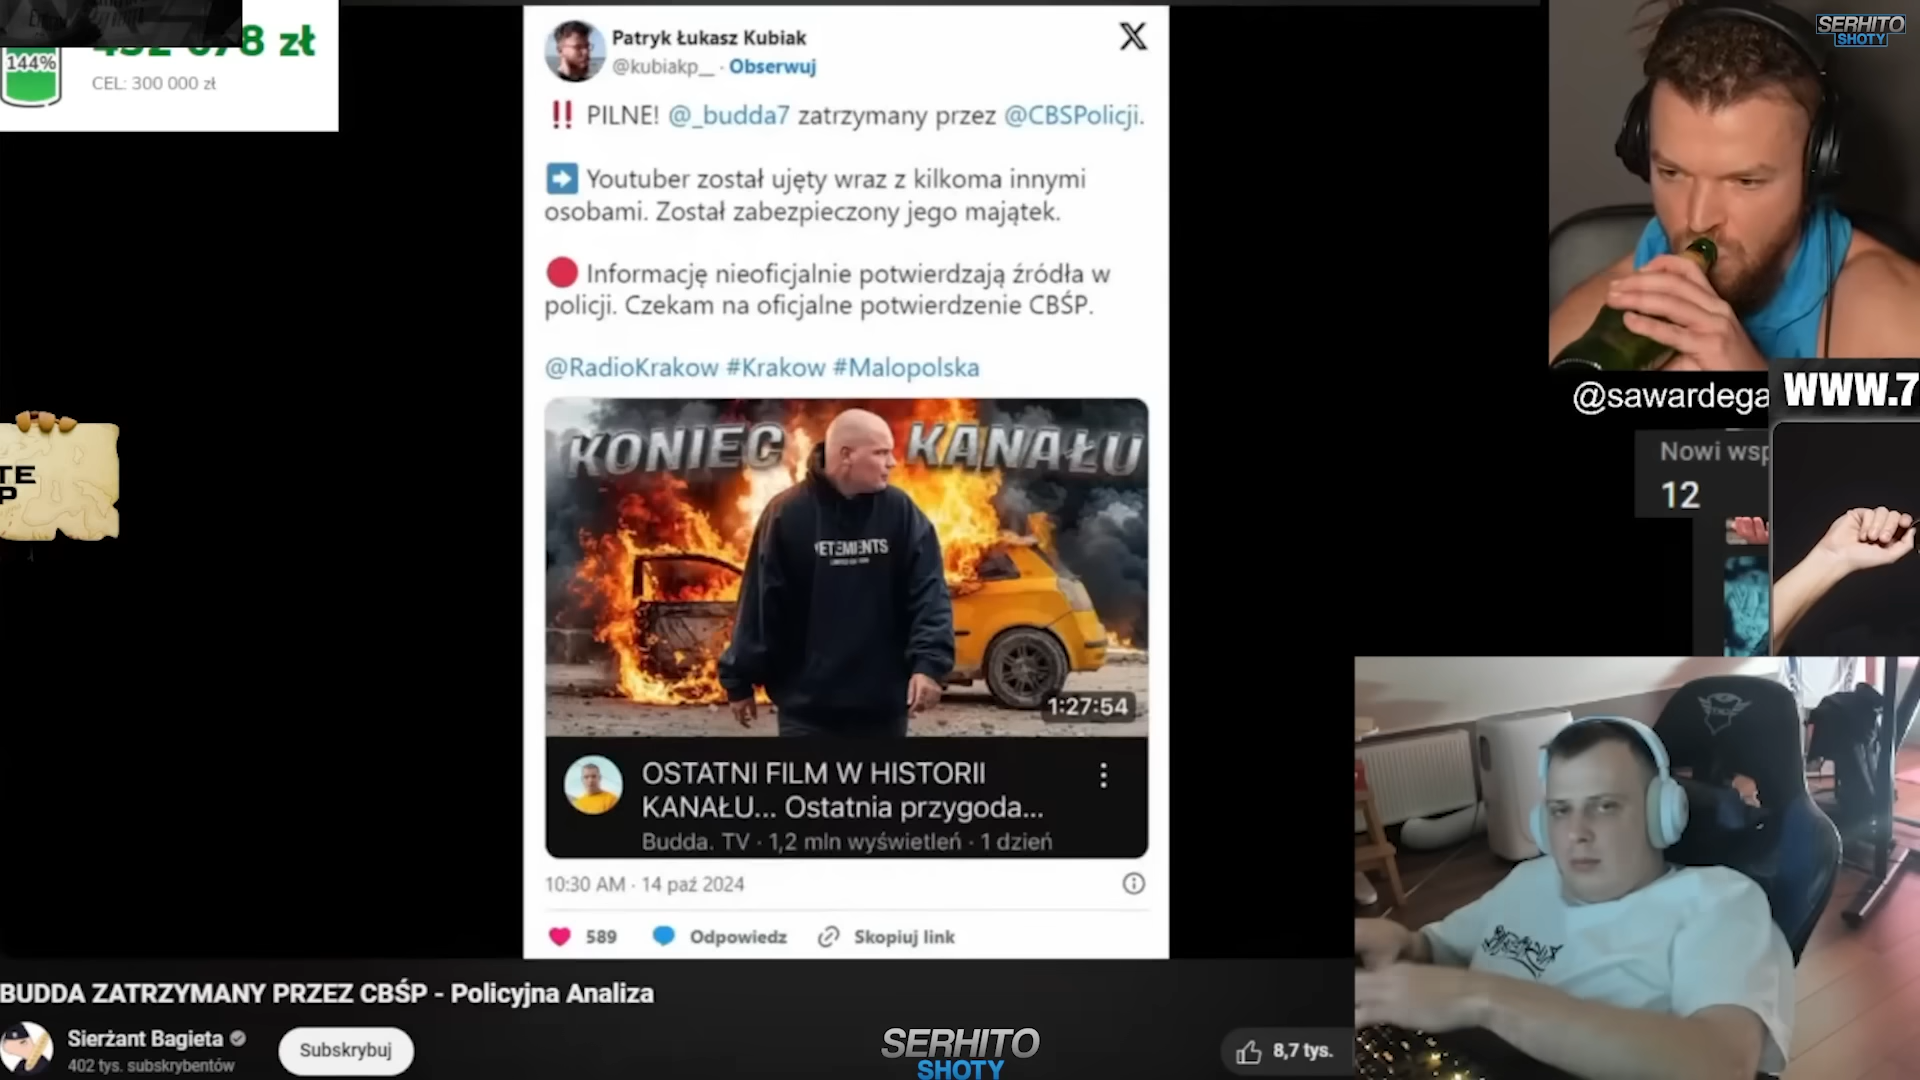 144%
8 zł
CEL: 300 000 zł
Patryk Łukasz Kubiak
@kubiakp__ · Obserwuj
X
‼ PILNE! @_budda7 zatrzymany przez @CBSPolicji.
➡ Youtuber został ujęty wraz z kilkoma innymi
osobami. Został zabezpieczony jego majątek.
🔴 Informację nieoficjalnie potwierdzają źródła w
policji. Czekam na oficjalne potwierdzenie CBŚP.
@RadioKrakow #Krakow #Malopolska
KONIEC KANAŁU
VETEMENTS
1:27:54
OSTATNI FILM W HISTORII
KANAŁU... Ostatnia przygoda...
Budda. TV · 1,2 mln wyświetleń · 1 dzień
10:30 AM · 14 paź 2024
589 Odpowiedz Skopiuj link
TE
P
SERHITO
SHOTY
@sawardega
WWW.7
Nowi wsp
12
BUDDA ZATRZYMANY PRZEZ CBŚP - Policyjna Analiza
Sierżant Bagieta
402 tys. subskrybentów
Subskrybuj
SERHITO
SHOTY
8,7 tys.